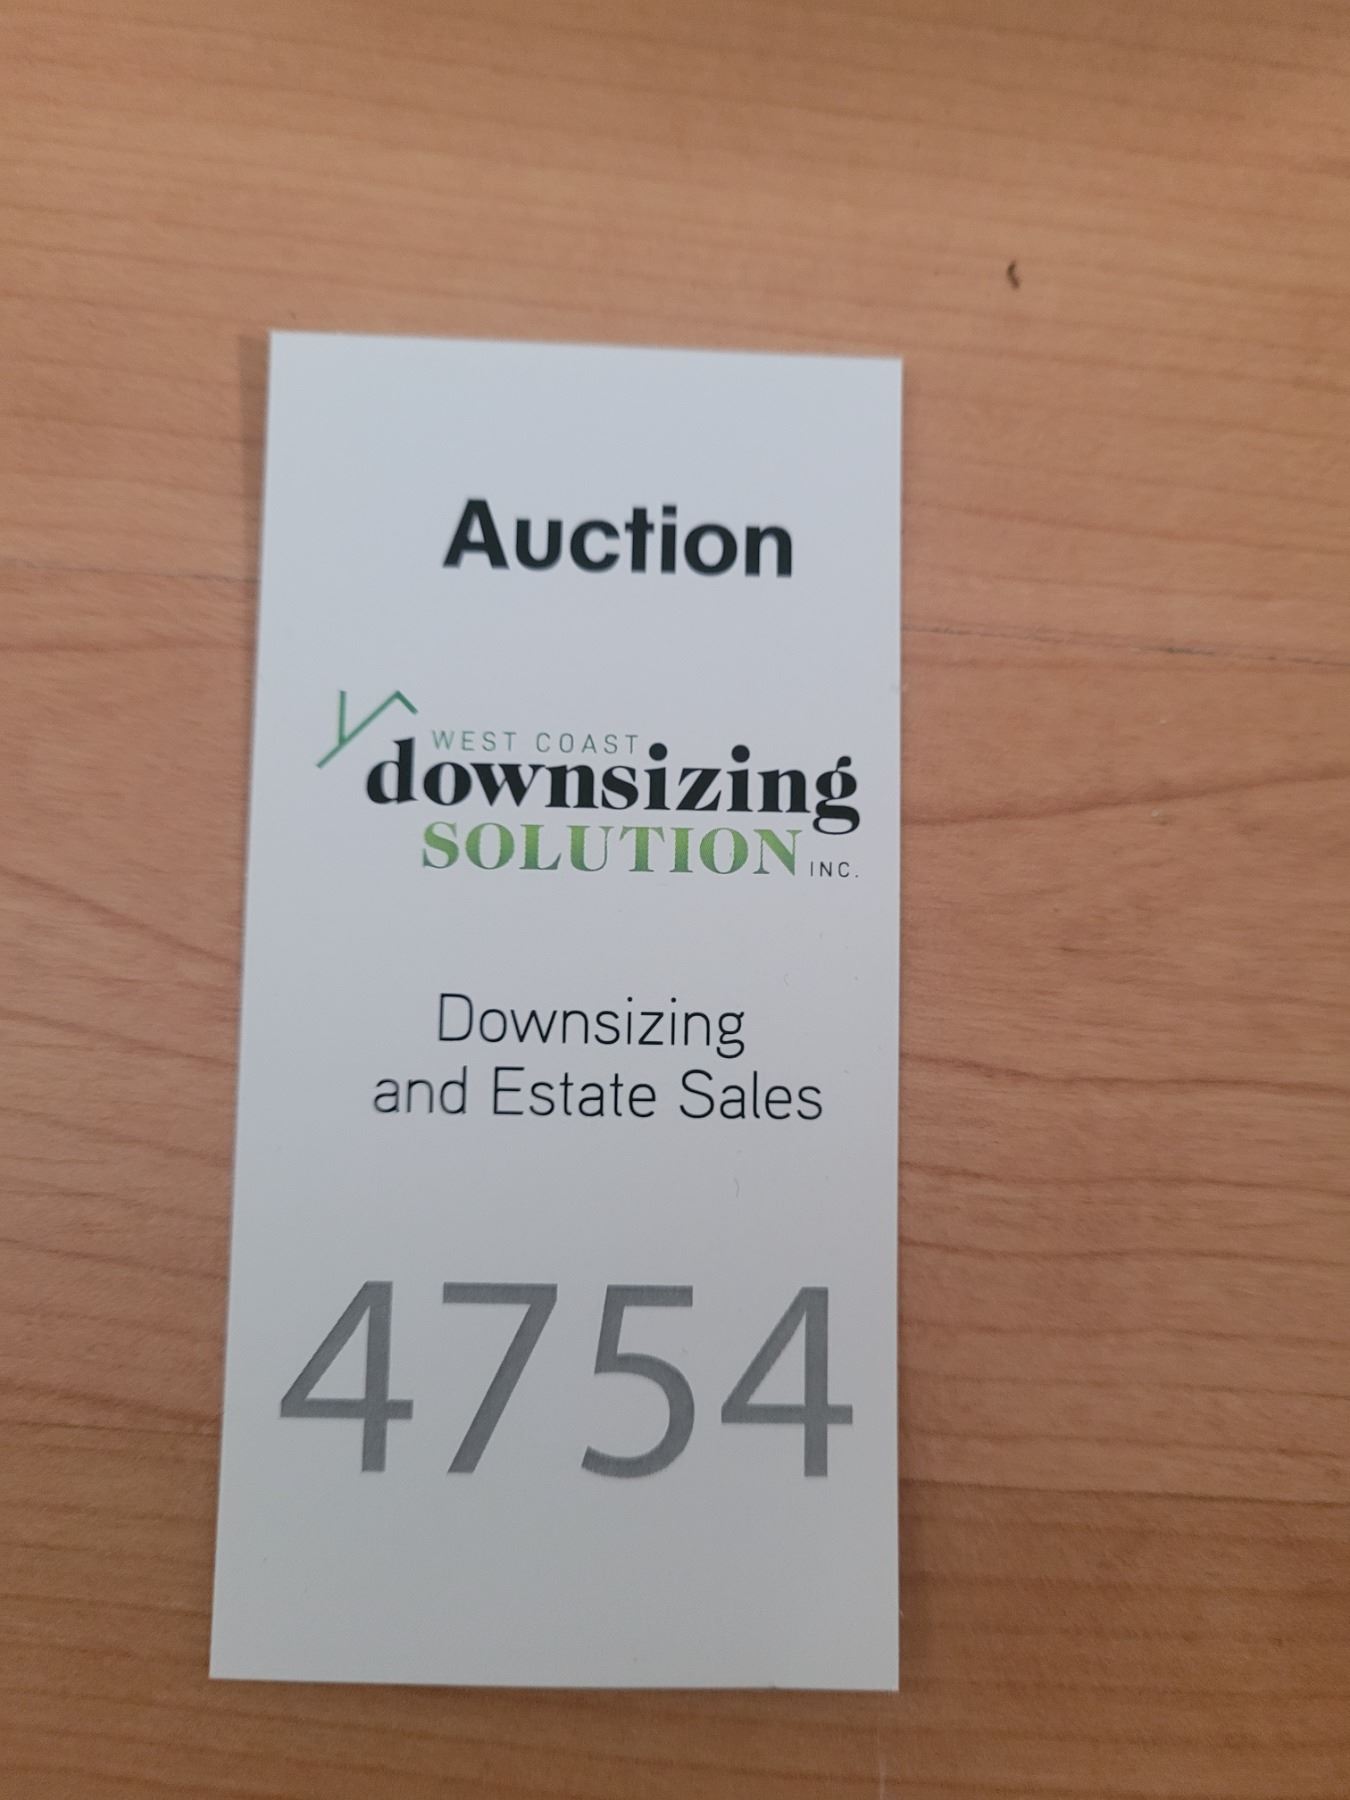 Auction
WEST COAST
downsizing
SOLUTION INC.
Downsizing
and Estate Sales
4754